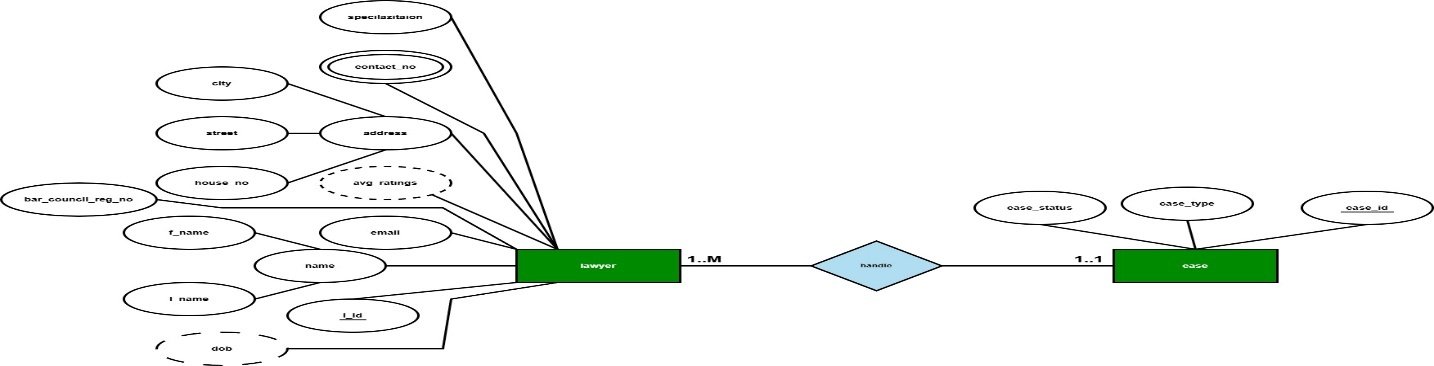 specilazitaion
contact_no
city
street
address
house_no
avg_ratings
bar_council_reg_no
f_name
email
name
l_name
l_id
dob
lawyer
1..M
handle
1..1
case
case_status
case_type
case_id